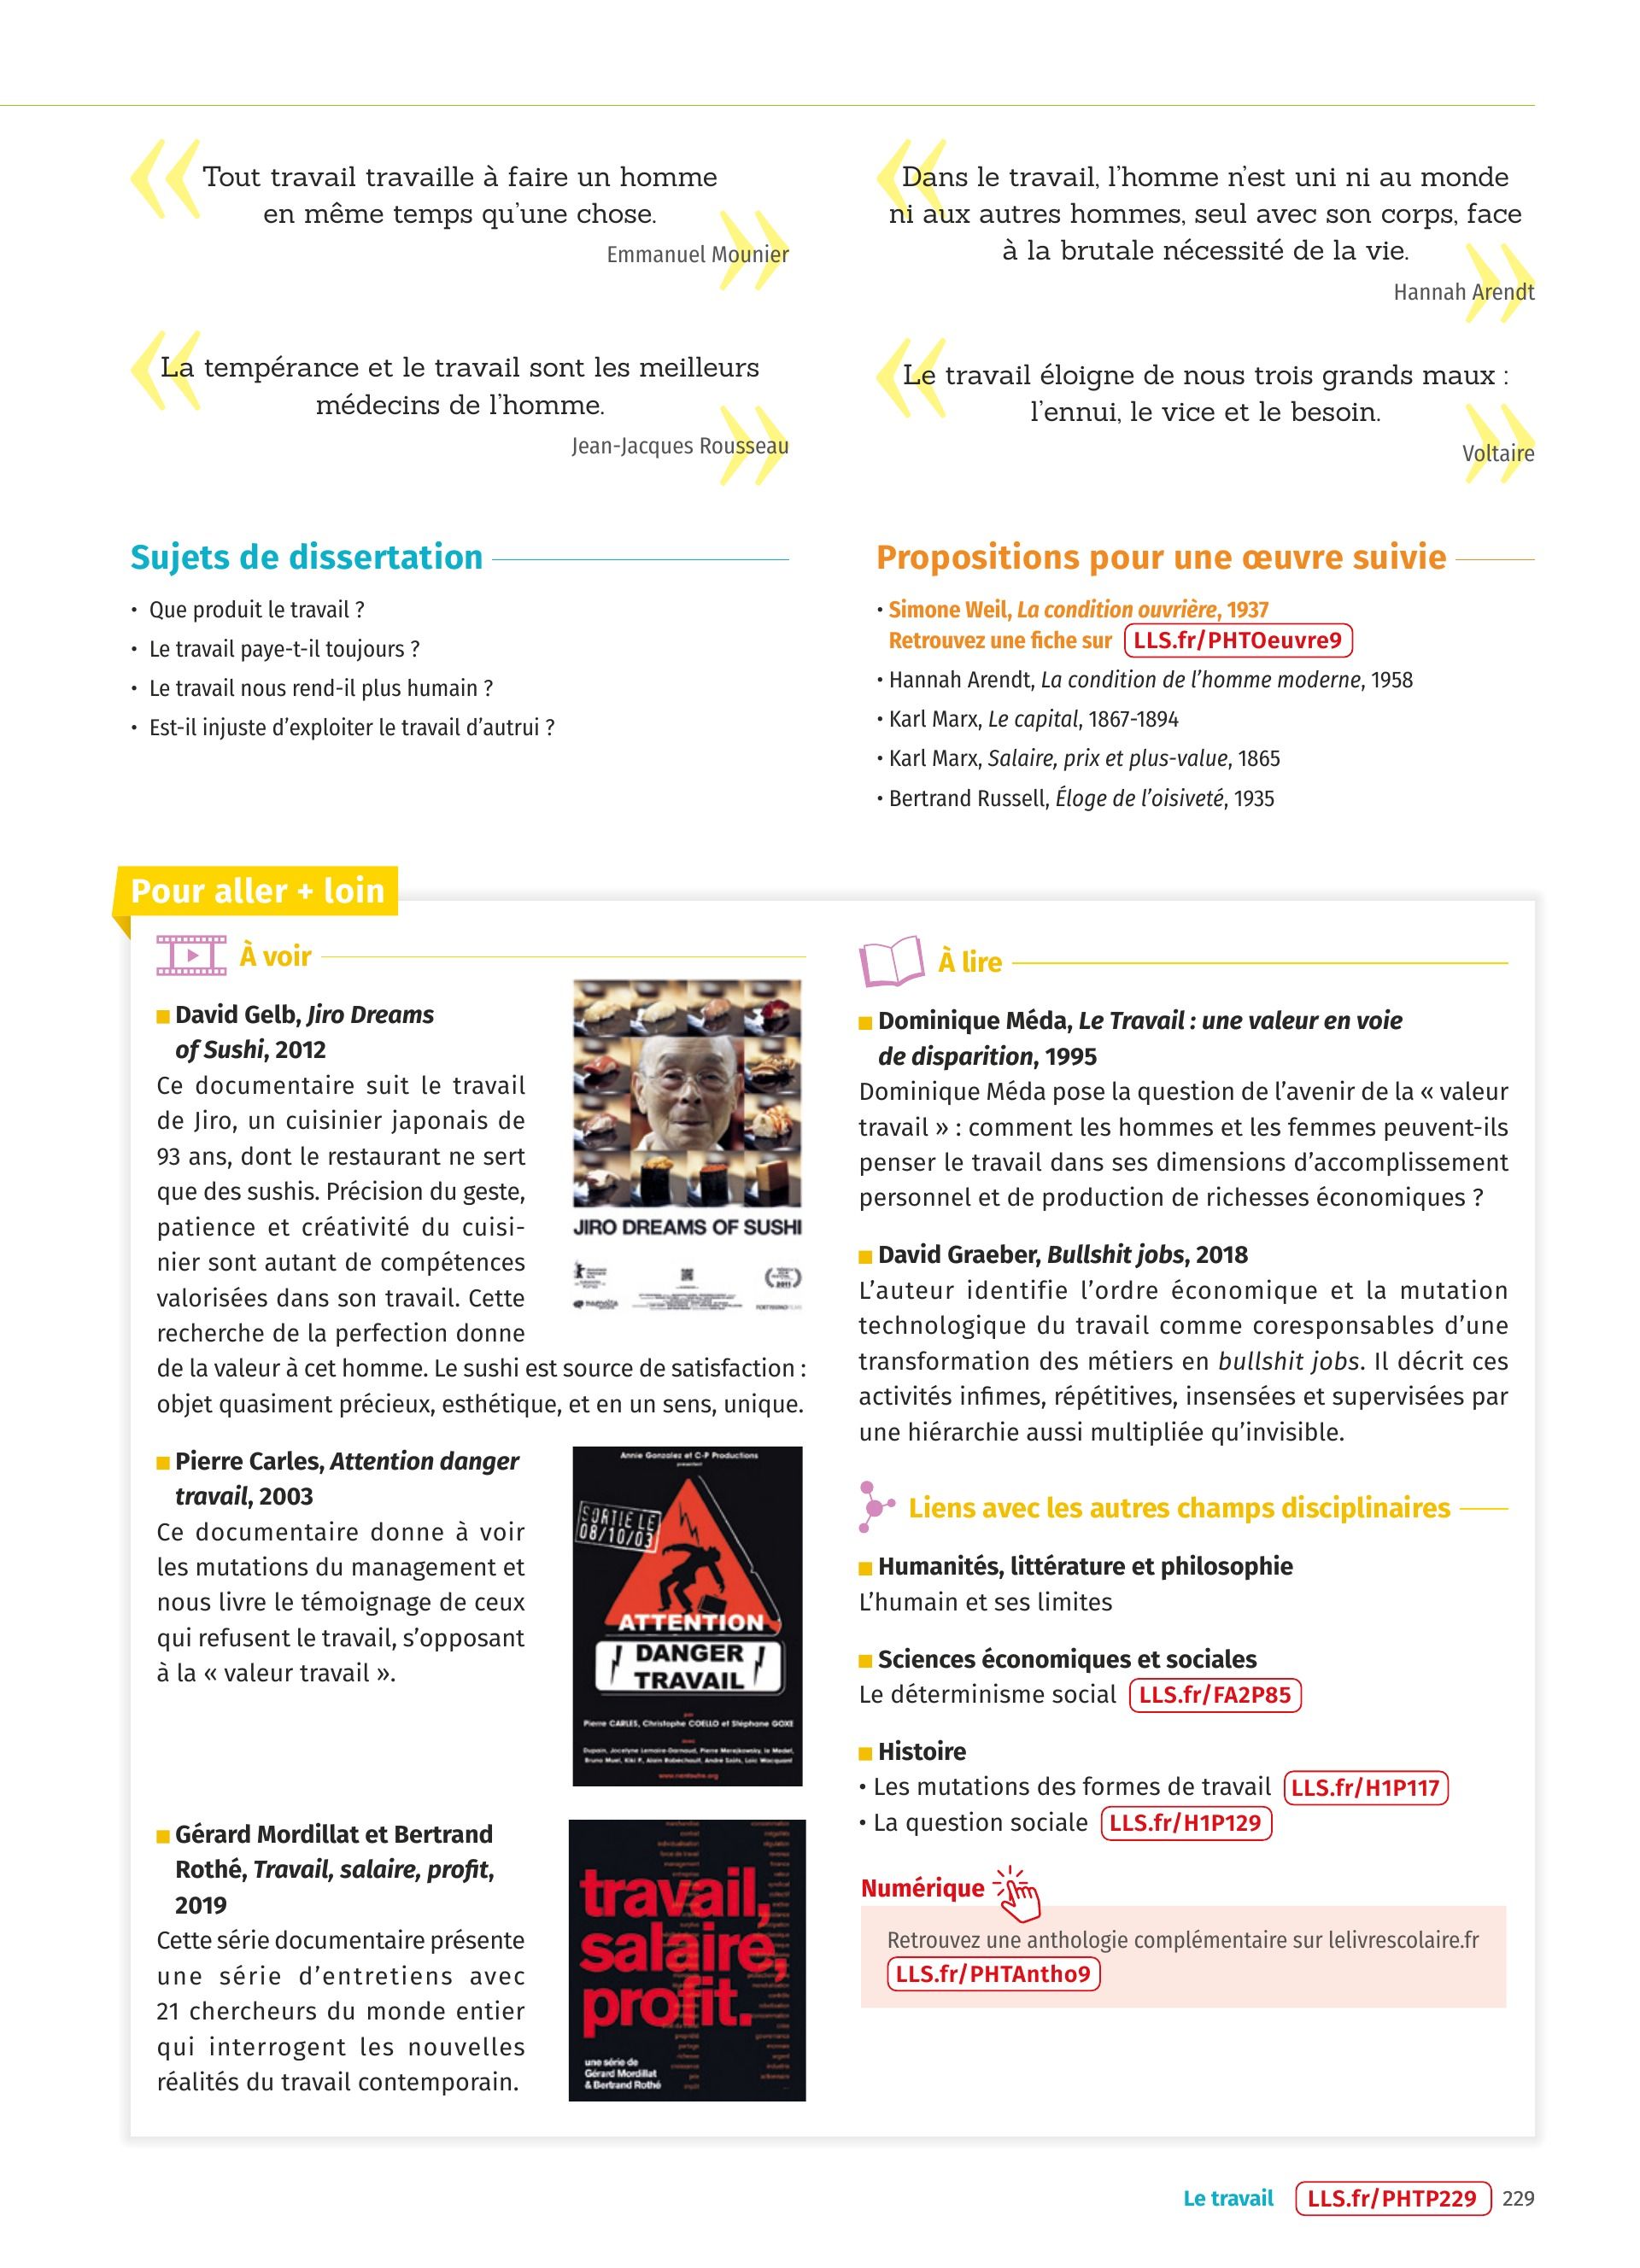 Tout travail travaille à faire un homme
en même temps qu'une chose.
Emmanuel Mounier
La tempérance et le travail sont les meilleurs
médecins de l'homme.
Jean-Jacques Rousseau
Dans le travail, l'homme n'est uni ni au monde
ni aux autres hommes, seul avec son corps, face
à la brutale nécessité de la vie.
Hannah Arendt
Le travail éloigne de nous trois grands maux :
l'ennui, le vice et le besoin.
Voltaire
Sujets de dissertation
• Que produit le travail ?
• Le travail paye-t-il toujours ?
• Le travail nous rend-il plus humain ?
• Est-il injuste d'exploiter le travail d'autrui ?
Propositions pour une œuvre suivie
• Simone Weil, La condition ouvrière, 1937
Retrouvez une fiche sur LLS.fr/PHTOeuvre9
• Hannah Arendt, La condition de l'homme moderne, 1958
• Karl Marx, Le capital, 1867-1894
• Karl Marx, Salaire, prix et plus-value, 1865
• Bertrand Russell, Éloge de l'oisiveté, 1935
Pour aller + loin
À voir
David Gelb, Jiro Dreams
of Sushi, 2012
Ce documentaire suit le travail
de Jiro, un cuisinier japonais de
93 ans, dont le restaurant ne sert
que des sushis. Précision du geste,
patience et créativité du cuisi-
nier sont autant de compétences
valorisées dans son travail. Cette
recherche de la perfection donne
de la valeur à cet homme. Le sushi est source de satisfaction :
objet quasiment précieux, esthétique, et en un sens, unique.
JIRO DREAMS OF SUSHI
Pierre Carles, Attention danger
travail, 2003
Ce documentaire donne à voir
les mutations du management et
nous livre le témoignage de ceux
qui refusent le travail, s'opposant
à la « valeur travail ».
Annie Gonzalez et C-P Productions
présentent
SORTIE LE
08/10/03
ATTENTION
DANGER
TRAVAIL
Pierre CARLES, Christophe COELLO et Stéphane GOXE
Gérard Mordillat et Bertrand
Rothé, Travail, salaire, profit,
2019
Cette série documentaire présente
une série d'entretiens avec
21 chercheurs du monde entier
qui interrogent les nouvelles
réalités du travail contemporain.
travail,
salaire,
profit.
une série de
Gérard Mordillat
& Bertrand Rothé
À lire
Dominique Méda, Le Travail : une valeur en voie
de disparition, 1995
Dominique Méda pose la question de l'avenir de la « valeur
travail » : comment les hommes et les femmes peuvent-ils
penser le travail dans ses dimensions d'accomplissement
personnel et de production de richesses économiques ?
David Graeber, Bullshit jobs, 2018
L'auteur identifie l'ordre économique et la mutation
technologique du travail comme coresponsables d'une
transformation des métiers en bullshit jobs. Il décrit ces
activités infimes, répétitives, insensées et supervisées par
une hiérarchie aussi multipliée qu'invisible.
Liens avec les autres champs disciplinaires
Humanités, littérature et philosophie
L'humain et ses limites
Sciences économiques et sociales
Le déterminisme social LLS.fr/FA2P85
Histoire
• Les mutations des formes de travail LLS.fr/H1P117
• La question sociale LLS.fr/H1P129
Numérique
Retrouvez une anthologie complémentaire sur lelivrescolaire.fr
LLS.fr/PHTAntho9
Le travail LLS.fr/PHTP229 229